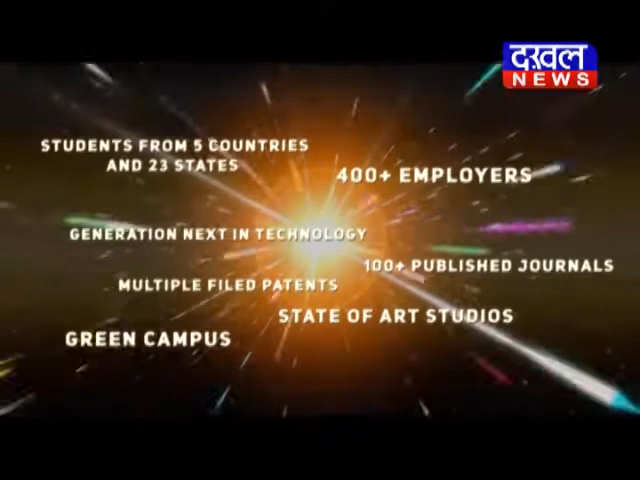 दख़ल
NEWS
STUDENTS FROM 5 COUNTRIES
AND 23 STATES
400+ EMPLOYERS
GENERATION NEXT IN TECHNOLOGY
100+ PUBLISHED JOURNALS
MULTIPLE FILED PATENTS
STATE OF ART STUDIOS
GREEN CAMPUS